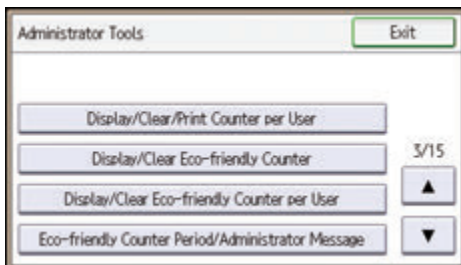 Administrator Tools
Exit
Display/Clear/Print Counter per User
Display/Clear Eco-friendly Counter
3/15
Display/Clear Eco-friendly Counter per User
▲
Eco-friendly Counter Period/Administrator Message
▼